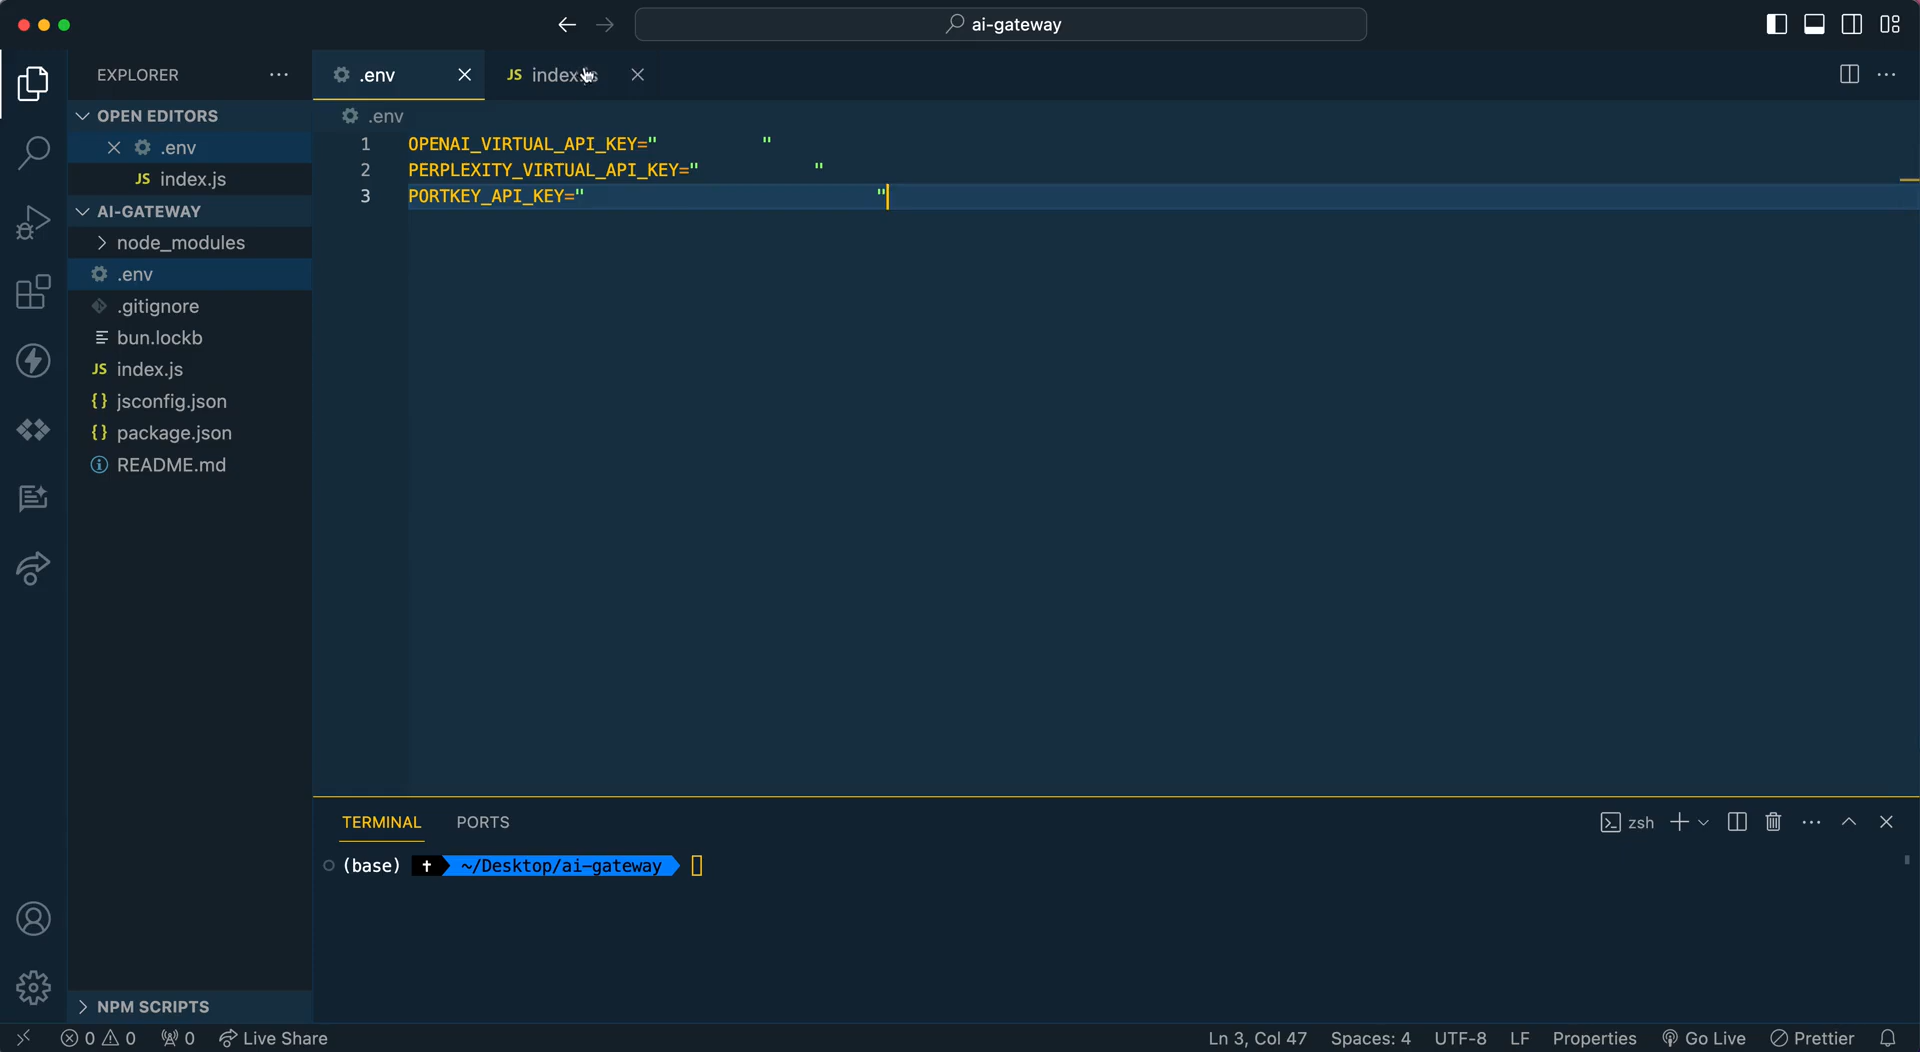 ai-gateway
EXPLORER
.env
JS index.js
OPEN EDITORS
.env
JS index.js
AI-GATEWAY
node_modules
.env
.gitignore
bun.lockb
JS index.js
{} jsconfig.json
{} package.json
README.md
NPM SCRIPTS
.env
1 OPENAI_VIRTUAL_API_KEY=" "
2 PERPLEXITY_VIRTUAL_API_KEY=" "
3 PORTKEY_API_KEY=" "
TERMINAL PORTS
zsh
(base) ~/Desktop/ai-gateway
0 0 0 Live Share
Ln 3, Col 47 Spaces: 4 UTF-8 LF Properties Go Live Prettier